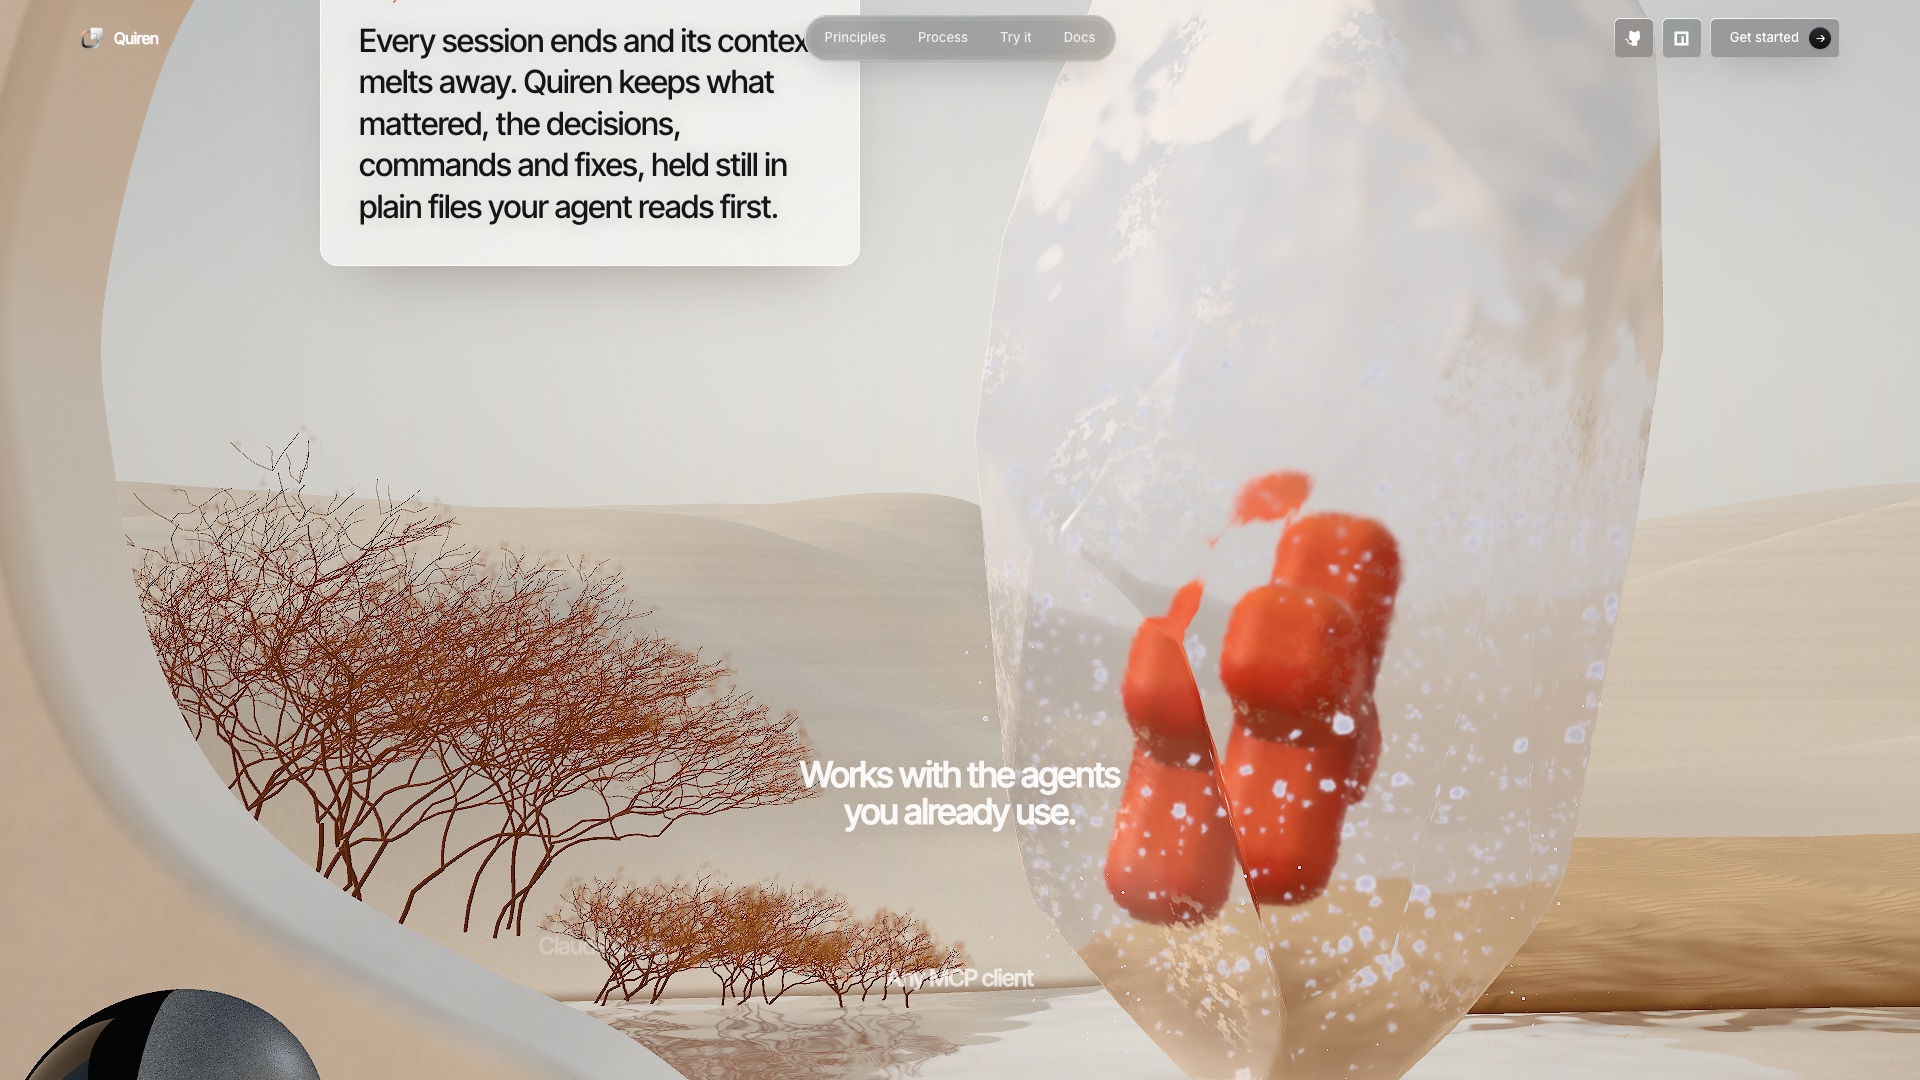 Quiren
Principles
Process
Try it
Docs
Get started
Every session ends and its contex
melts away. Quiren keeps what
mattered, the decisions,
commands and fixes, held still in
plain files your agent reads first.
Works with the agents
you already use.
Any MCP client